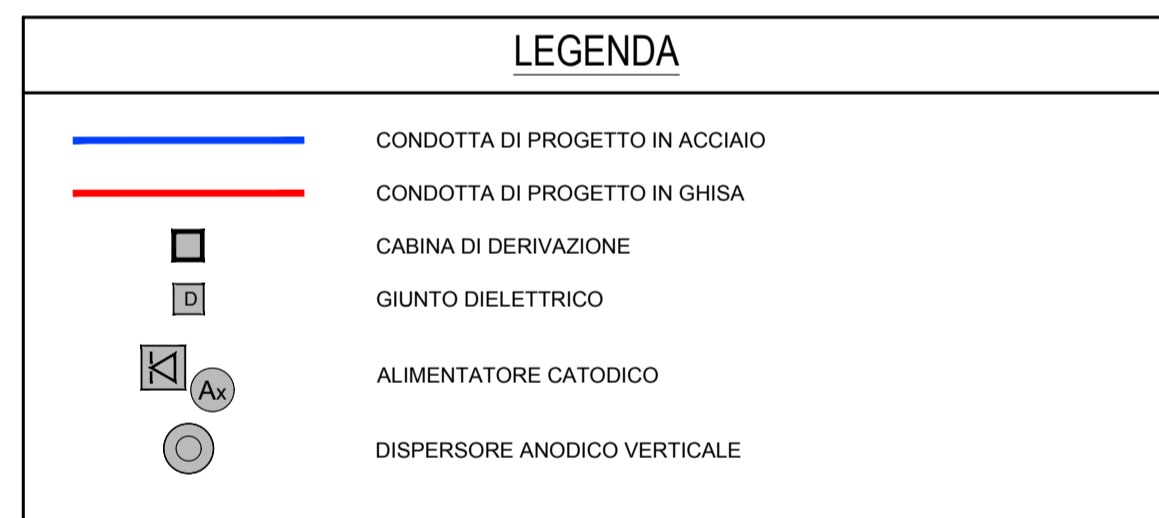 LEGENDA
CONDOTTA DI PROGETTO IN ACCIAIO
CONDOTTA DI PROGETTO IN GHISA
CABINA DI DERIVAZIONE
D GIUNTO DIELETTRICO
Ax ALIMENTATORE CATODICO
DISPERSORE ANODICO VERTICALE